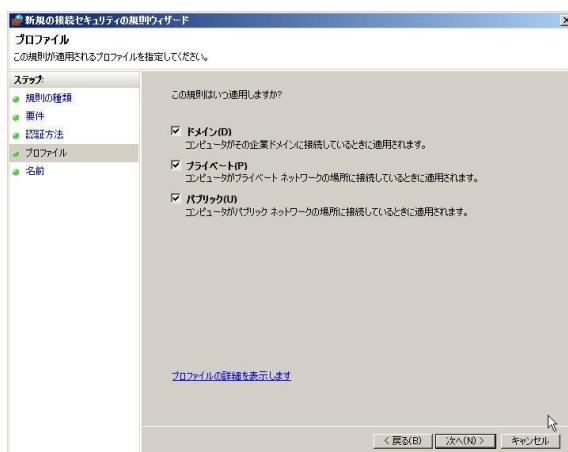 新規の接続セキュリティの規則ウィザード
プロファイル
この規則が適用されるプロファイルを指定してください。
ステップ:
規則の種類
要件
認証方法
プロファイル
名前
この規則はいつ適用しますか?
ドメイン(D)
コンピュータがその企業ドメインに接続しているときに適用されます。
プライベート(P)
コンピュータがプライベート ネットワークの場所に接続しているときに適用されます。
パブリック(U)
コンピュータがパブリック ネットワークの場所に接続しているときに適用されます。
プロファイルの詳細を表示します
< 戻る(B) 次へ(N) > キャンセル